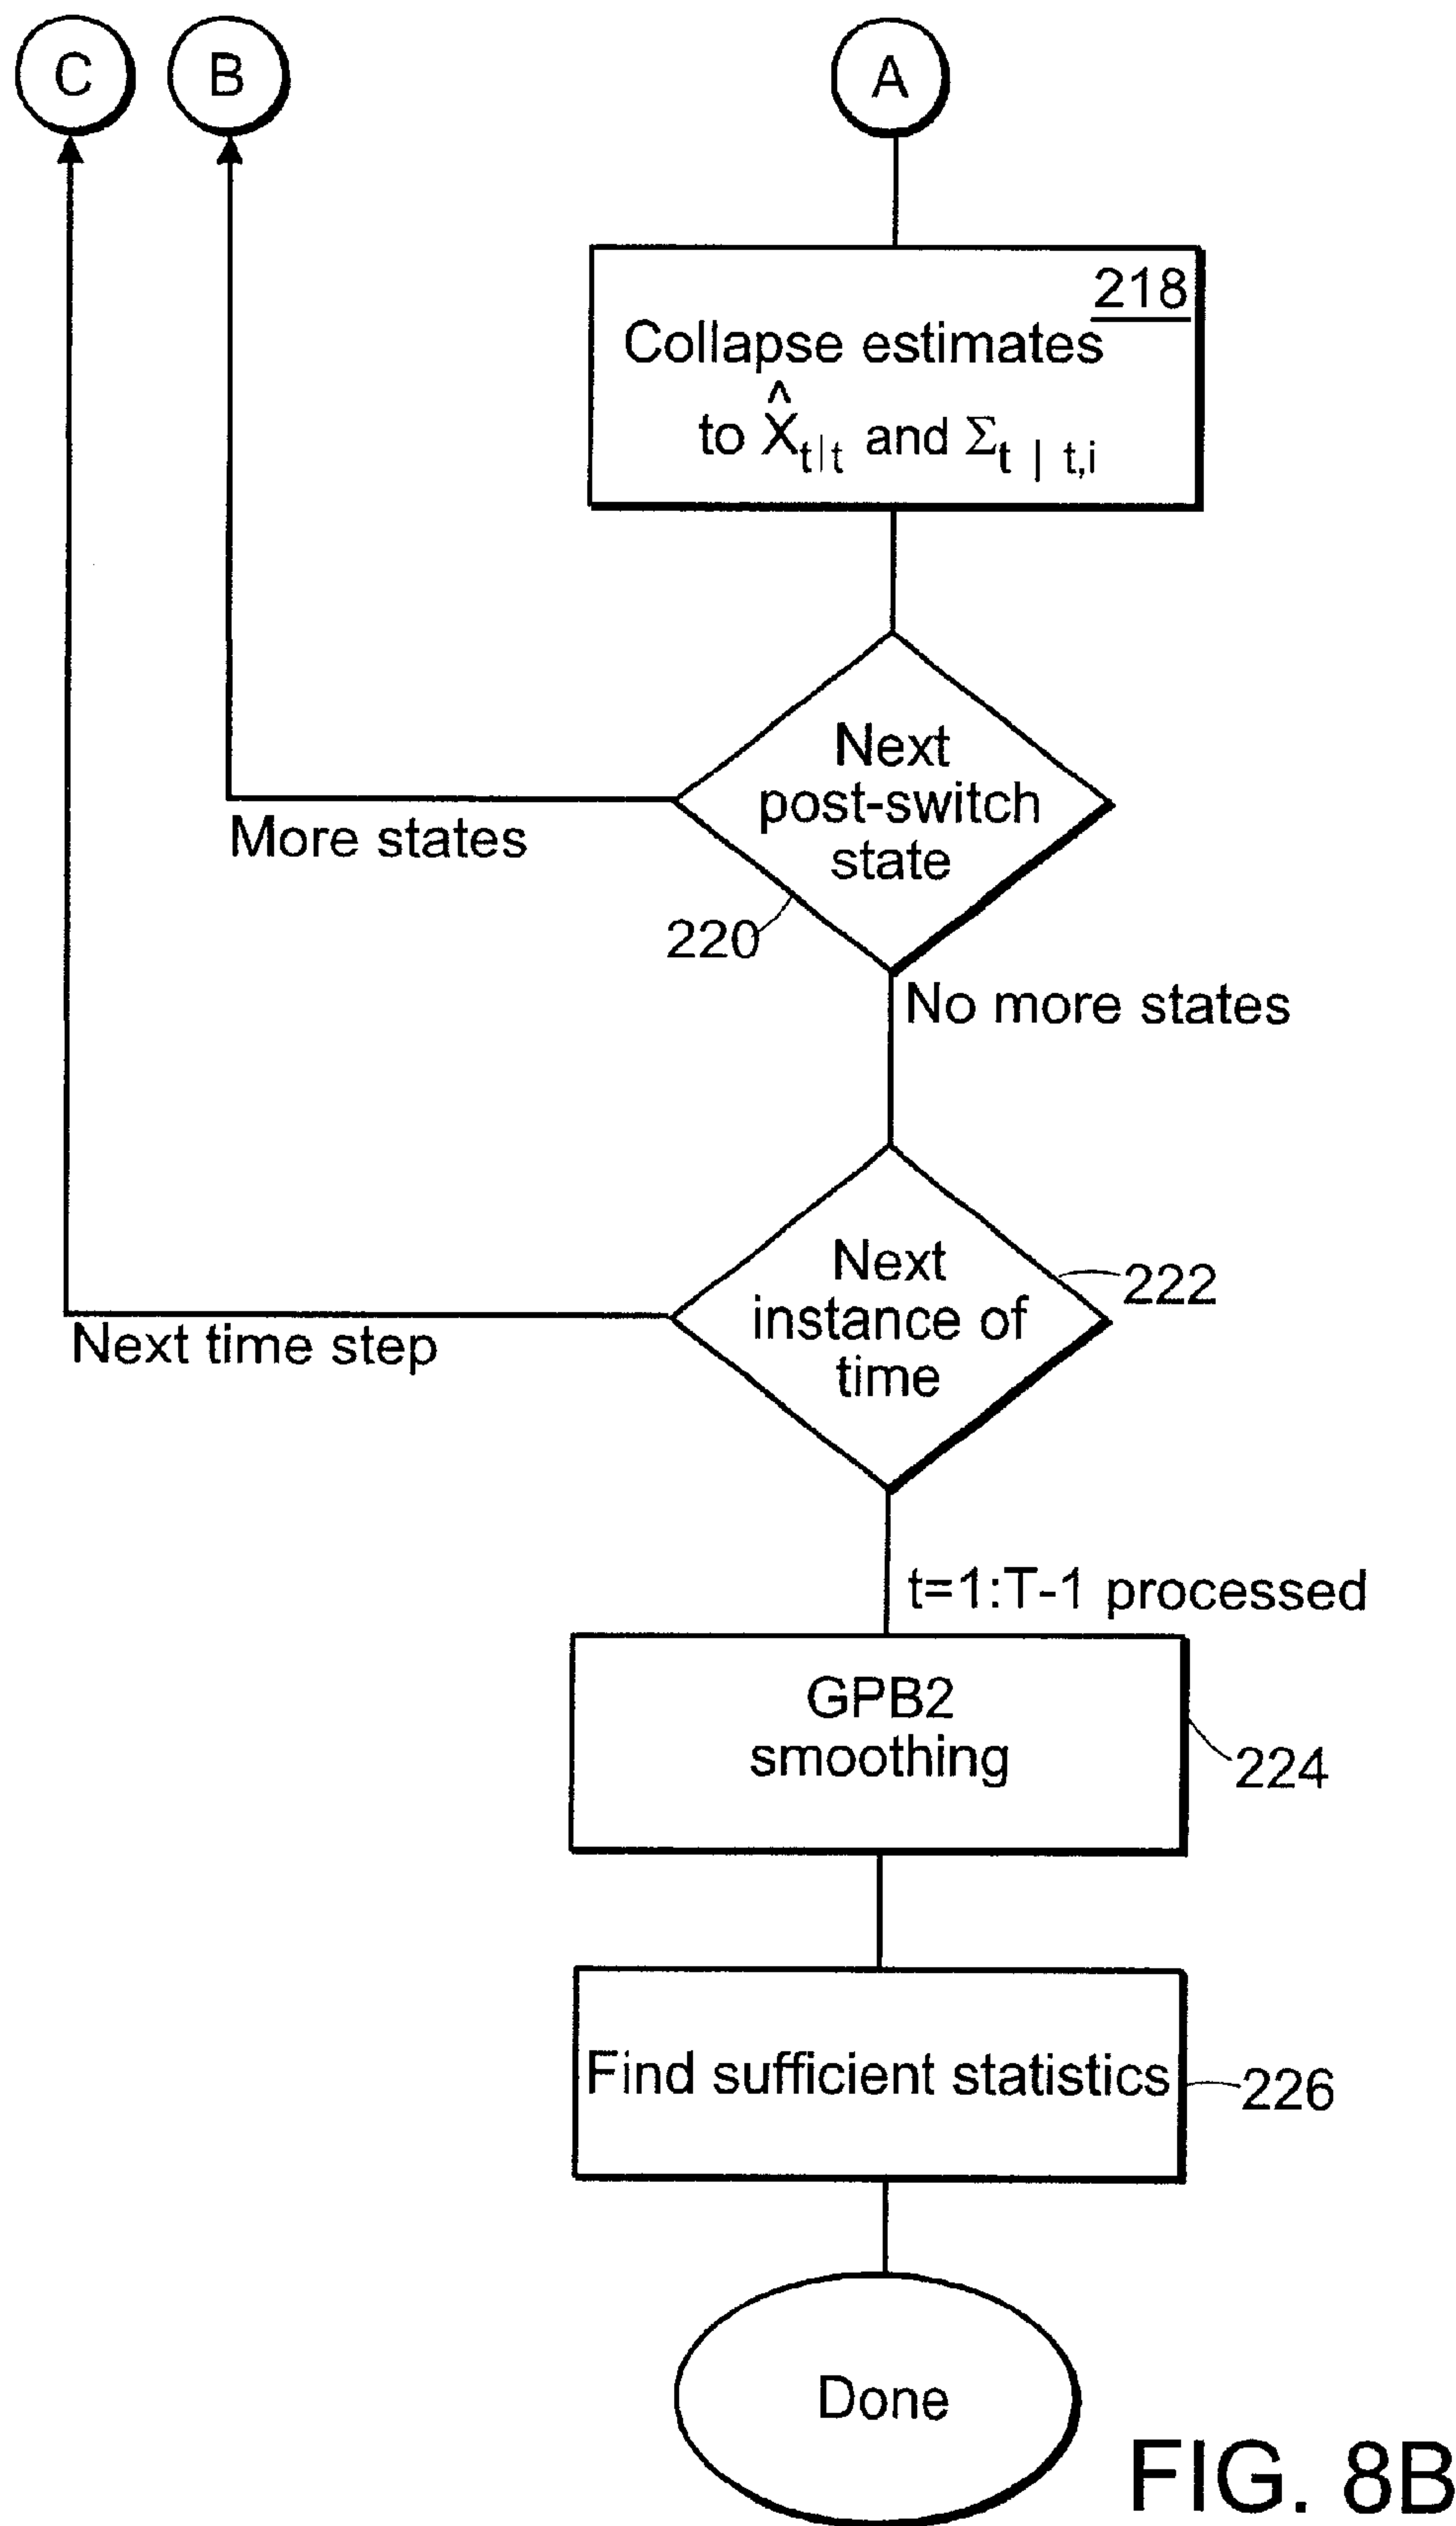 C B A
218
Collapse estimates
to X̂t|t and Σt | t,i
Next
post-switch
state
More states
220
No more states
Next
instance of
time
222
Next time step
t=1:T-1 processed
GPB2
smoothing
224
Find sufficient statistics
226
Done
FIG. 8B